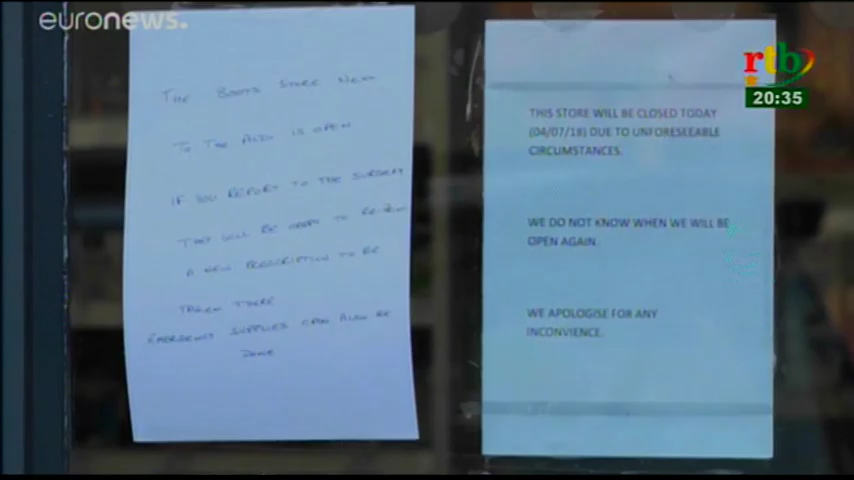 euronews.
rtb
20:35
THE BOOTS STORE NEXT
TO THE ALDI IS OPEN
IF YOU REPORT TO THE SURGERY
THEY WILL BE HAPPY TO
A NEW PRESCRIPTION TO BE
TAKEN THERE
EMERGENCY SUPPLIES CAN ALSO BE
DONE
THIS STORE WILL BE CLOSED TODAY
(04/07/18) DUE TO UNFORESEEABLE
CIRCUMSTANCES.
WE DO NOT KNOW WHEN WE WILL BE
OPEN AGAIN.
WE APOLOGISE FOR ANY
INCONVIENCE.